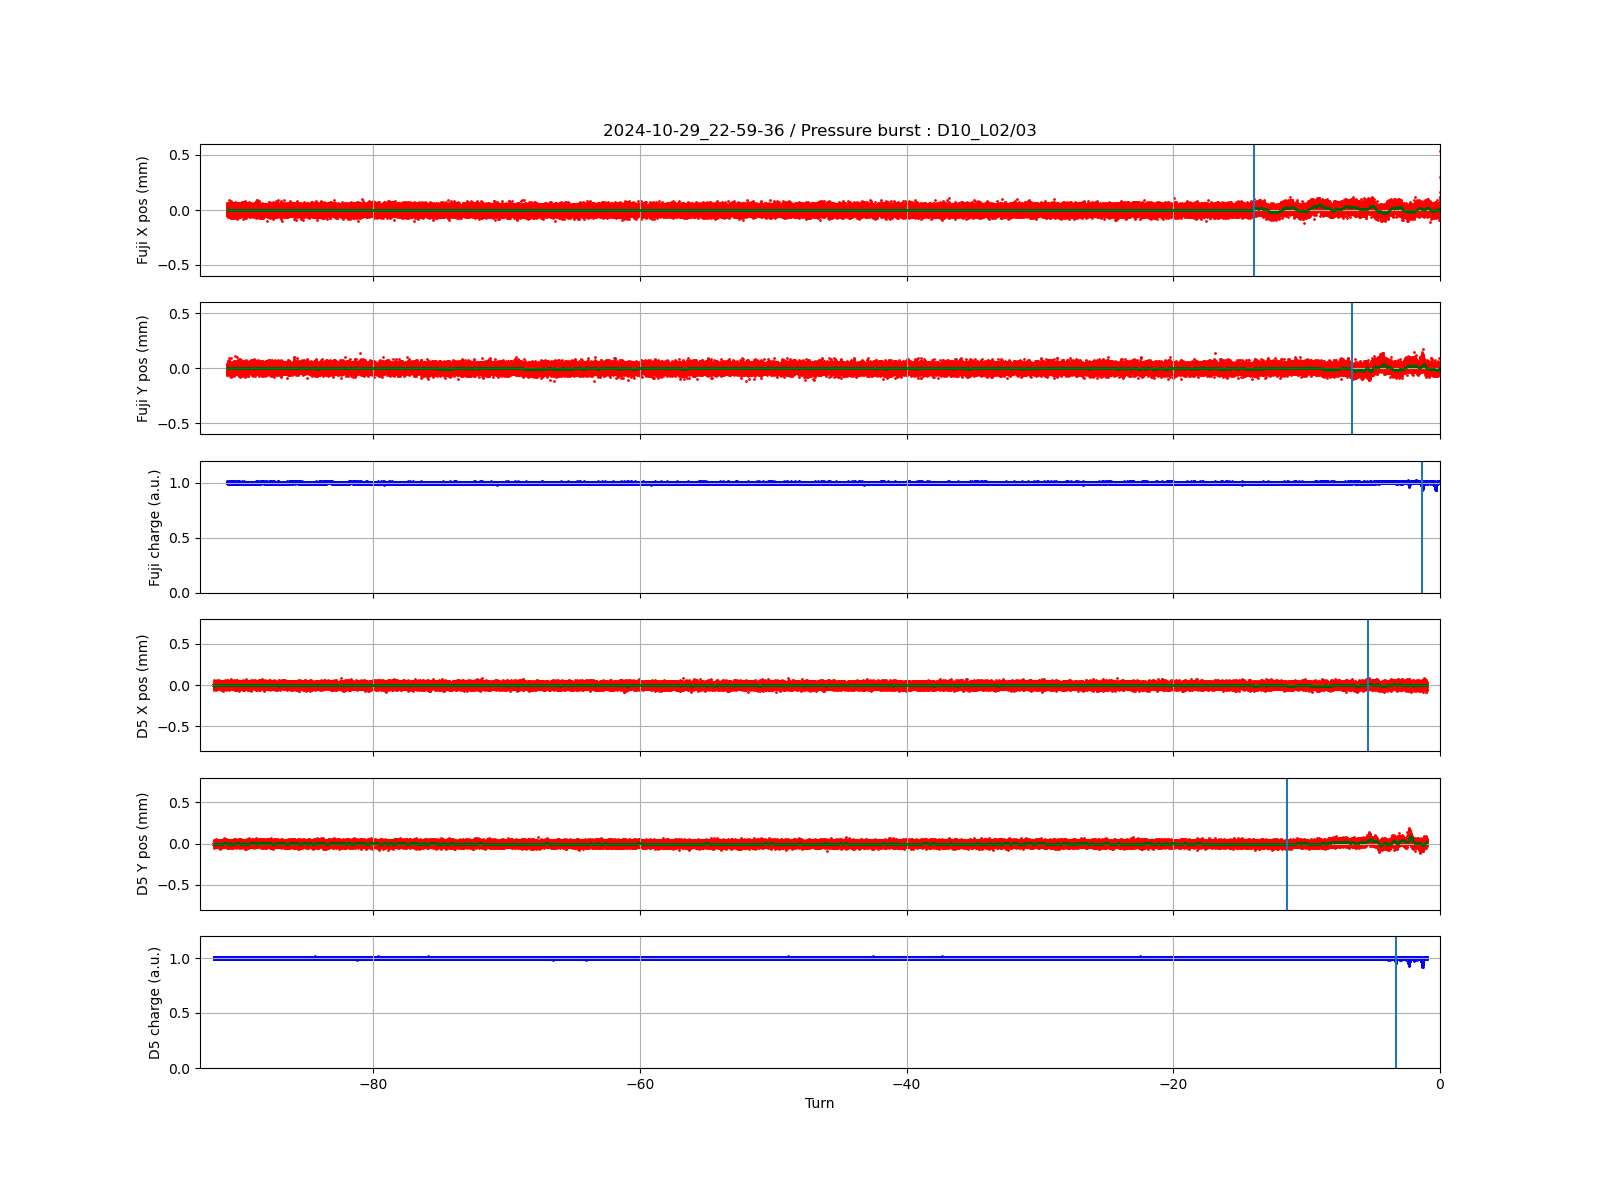 2024-10-29_22-59-36 / Pressure burst : D10_L02/03
Fuji X pos (mm)
0.5
0.0
−0.5
Fuji Y pos (mm)
0.5
0.0
−0.5
Fuji charge (a.u.)
1.0
0.5
0.0
D5 X pos (mm)
0.5
0.0
−0.5
D5 Y pos (mm)
0.5
0.0
−0.5
D5 charge (a.u.)
1.0
0.5
0.0
−80 −60 −40 −20 0
Turn